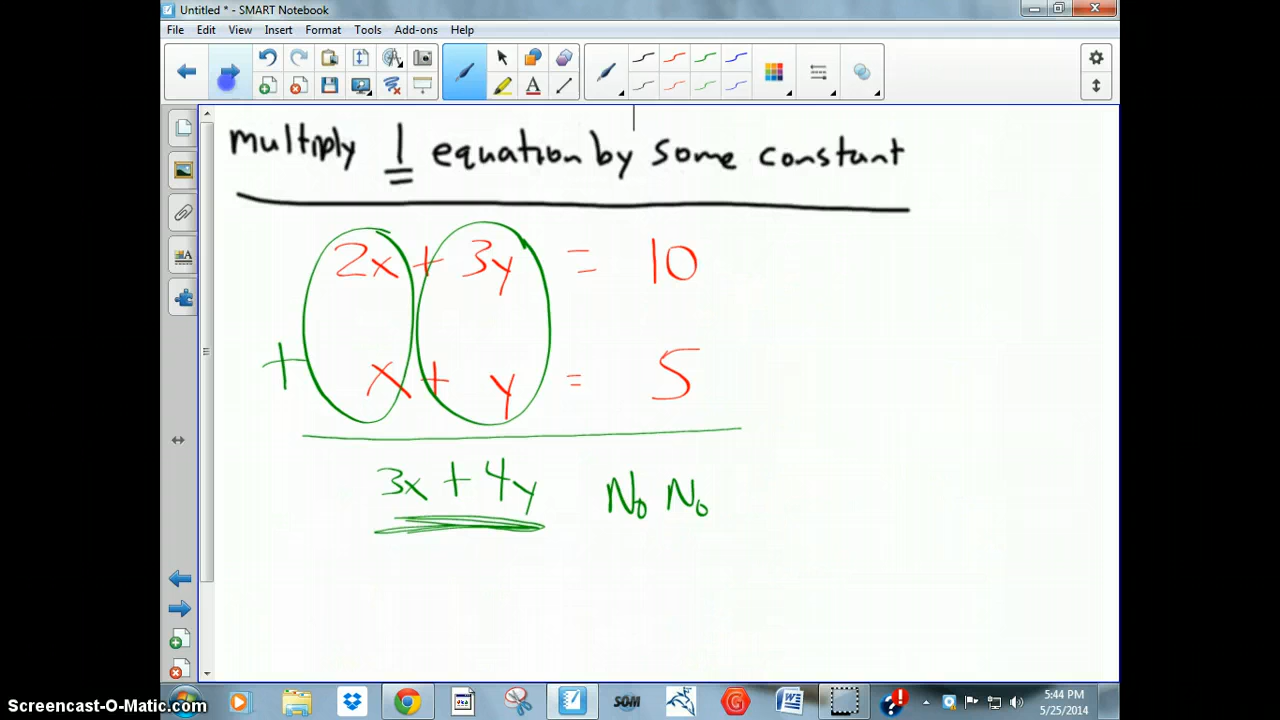 Untitled * - SMART Notebook
File Edit View Insert Format Tools Add-ons Help
multiply 1 equation by some constant
2x + 3y = 10
+ x + y = 5
3x + 4y No No
SOM
5:44 PM
5/25/2014
Screencast-O-Matic.com